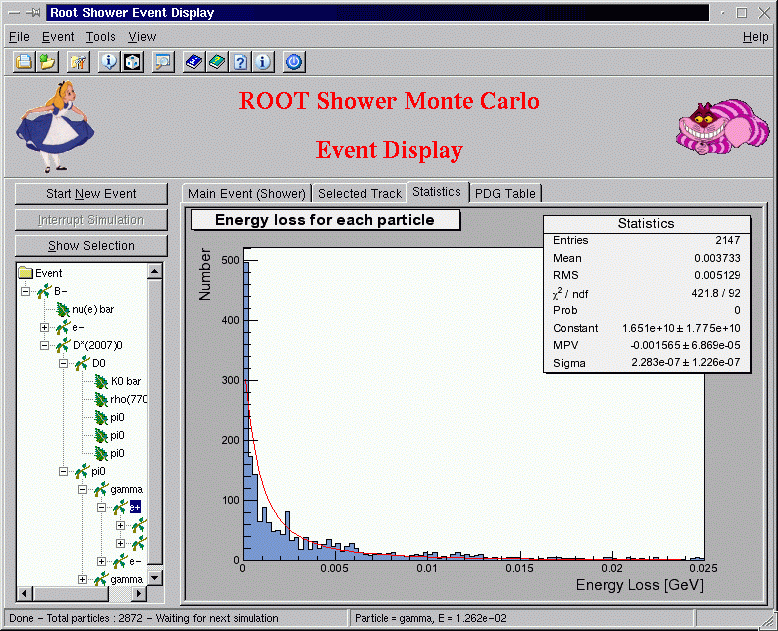 Root Shower Event Display
File Event Tools View Help
ROOT Shower Monte Carlo
Event Display
Start New Event
Interrupt Simulation
Show Selection
Event
B-
nu(e) bar
e-
D*(2007)0
D0
K0 bar
rho(770
pi0
pi0
pi0
pi0
gamma
e+
e-
gamma
Main Event (Shower) Selected Track Statistics PDG Table
Energy loss for each particle
Statistics
Entries 2147
Mean 0.003733
RMS 0.005129
χ² / ndf 421.8 / 92
Prob 0
Constant 1.651e+10 ± 1.775e+10
MPV -0.001565 ± 6.869e-05
Sigma 2.283e-07 ± 1.226e-07
Number
500
400
300
200
100
0
0 0.005 0.01 0.015 0.02 0.025
Energy Loss [GeV]
Done - Total particles : 2872 - Waiting for next simulation
Particle = gamma, E = 1.262e-02